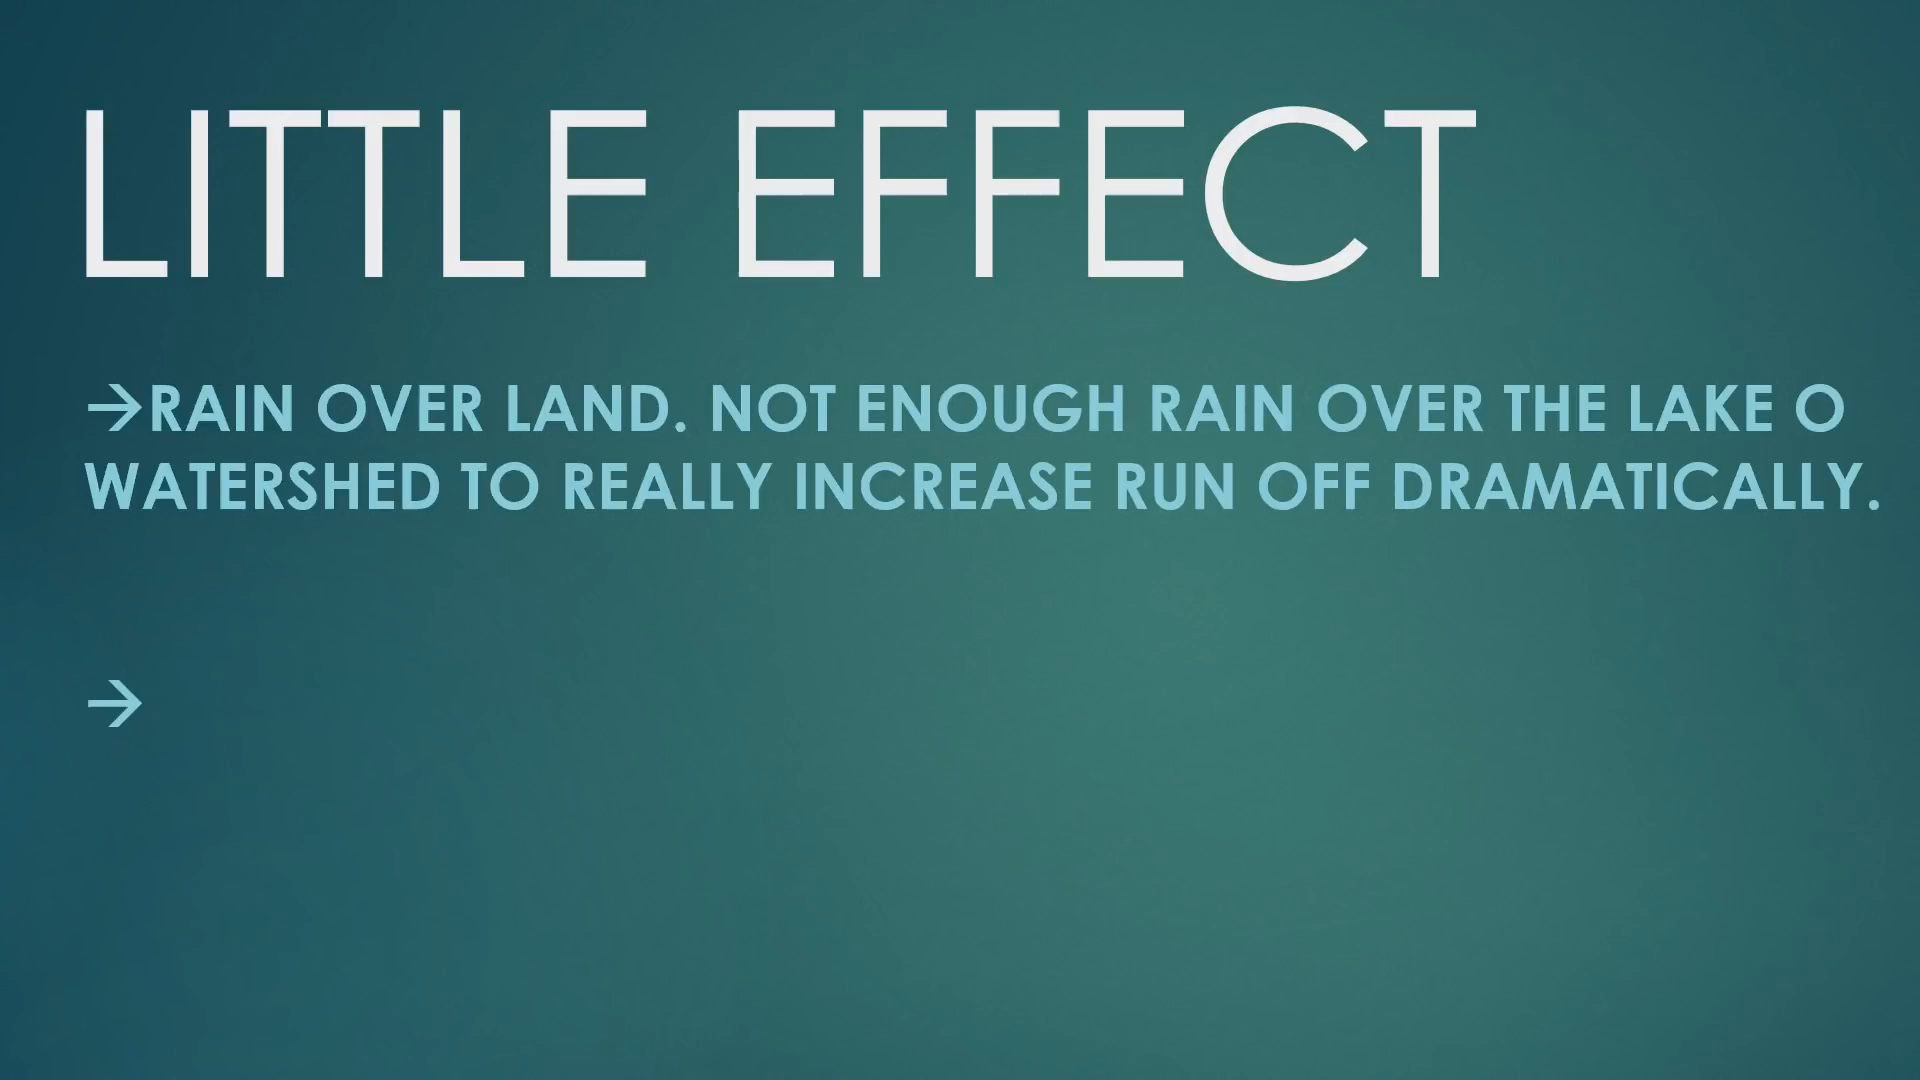 LITTLE EFFECT
→RAIN OVER LAND. NOT ENOUGH RAIN OVER THE LAKE O
WATERSHED TO REALLY INCREASE RUN OFF DRAMATICALLY.
→